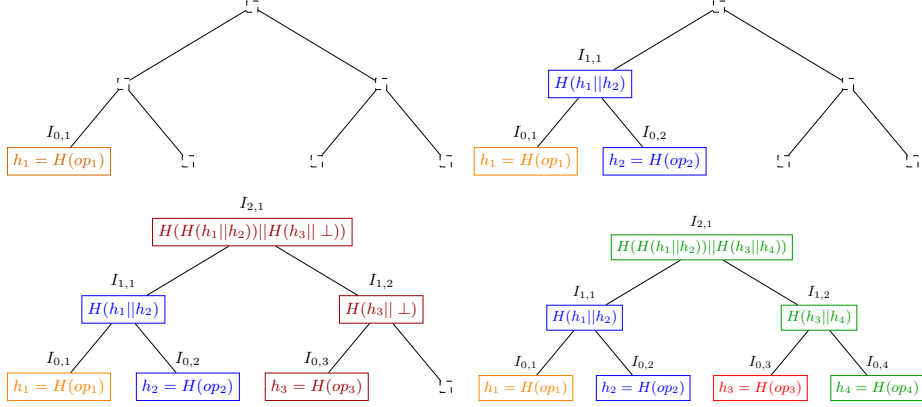 I_{0,1}
h_1 = H(op_1)
I_{1,1}
H(h_1||h_2)
I_{0,1}
I_{0,2}
h_1 = H(op_1)
h_2 = H(op_2)
I_{2,1}
H(H(h_1||h_2))||H(h_3|| ⊥))
I_{1,1}
I_{1,2}
H(h_1||h_2)
H(h_3|| ⊥)
I_{0,1}
I_{0,2}
I_{0,3}
h_1 = H(op_1)
h_2 = H(op_2)
h_3 = H(op_3)
I_{2,1}
H(H(h_1||h_2))||H(h_3||h_4))
I_{1,1}
I_{1,2}
H(h_1||h_2)
H(h_3||h_4)
I_{0,1}
I_{0,2}
I_{0,3}
I_{0,4}
h_1 = H(op_1)
h_2 = H(op_2)
h_3 = H(op_3)
h_4 = H(op_4)